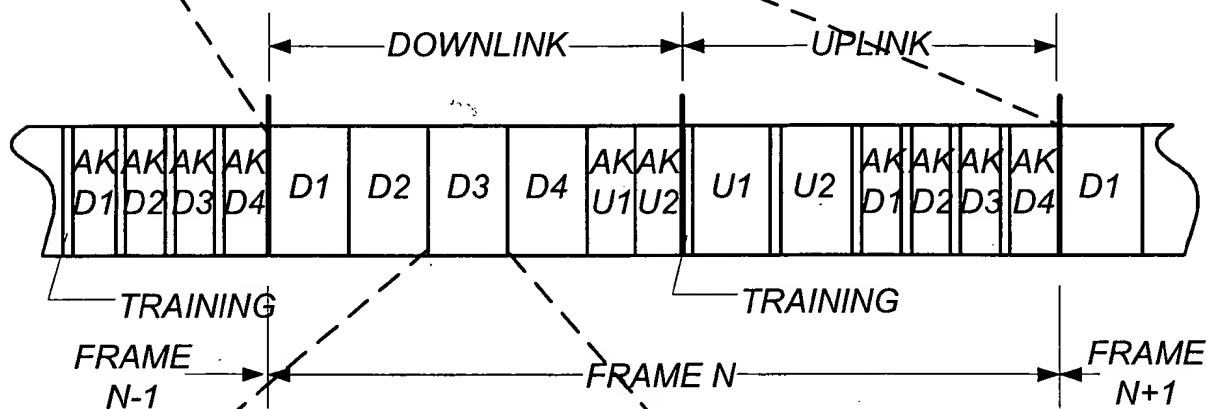 DOWNLINK UPLINK
AK AK AK AK AK AK AK AK AK AK
D1 D2 D3 D4 D1 D2 D3 D4 U1 U2 U1 U2 D1 D2 D3 D4 D1
TRAINING TRAINING
FRAME N-1 FRAME N FRAME N+1